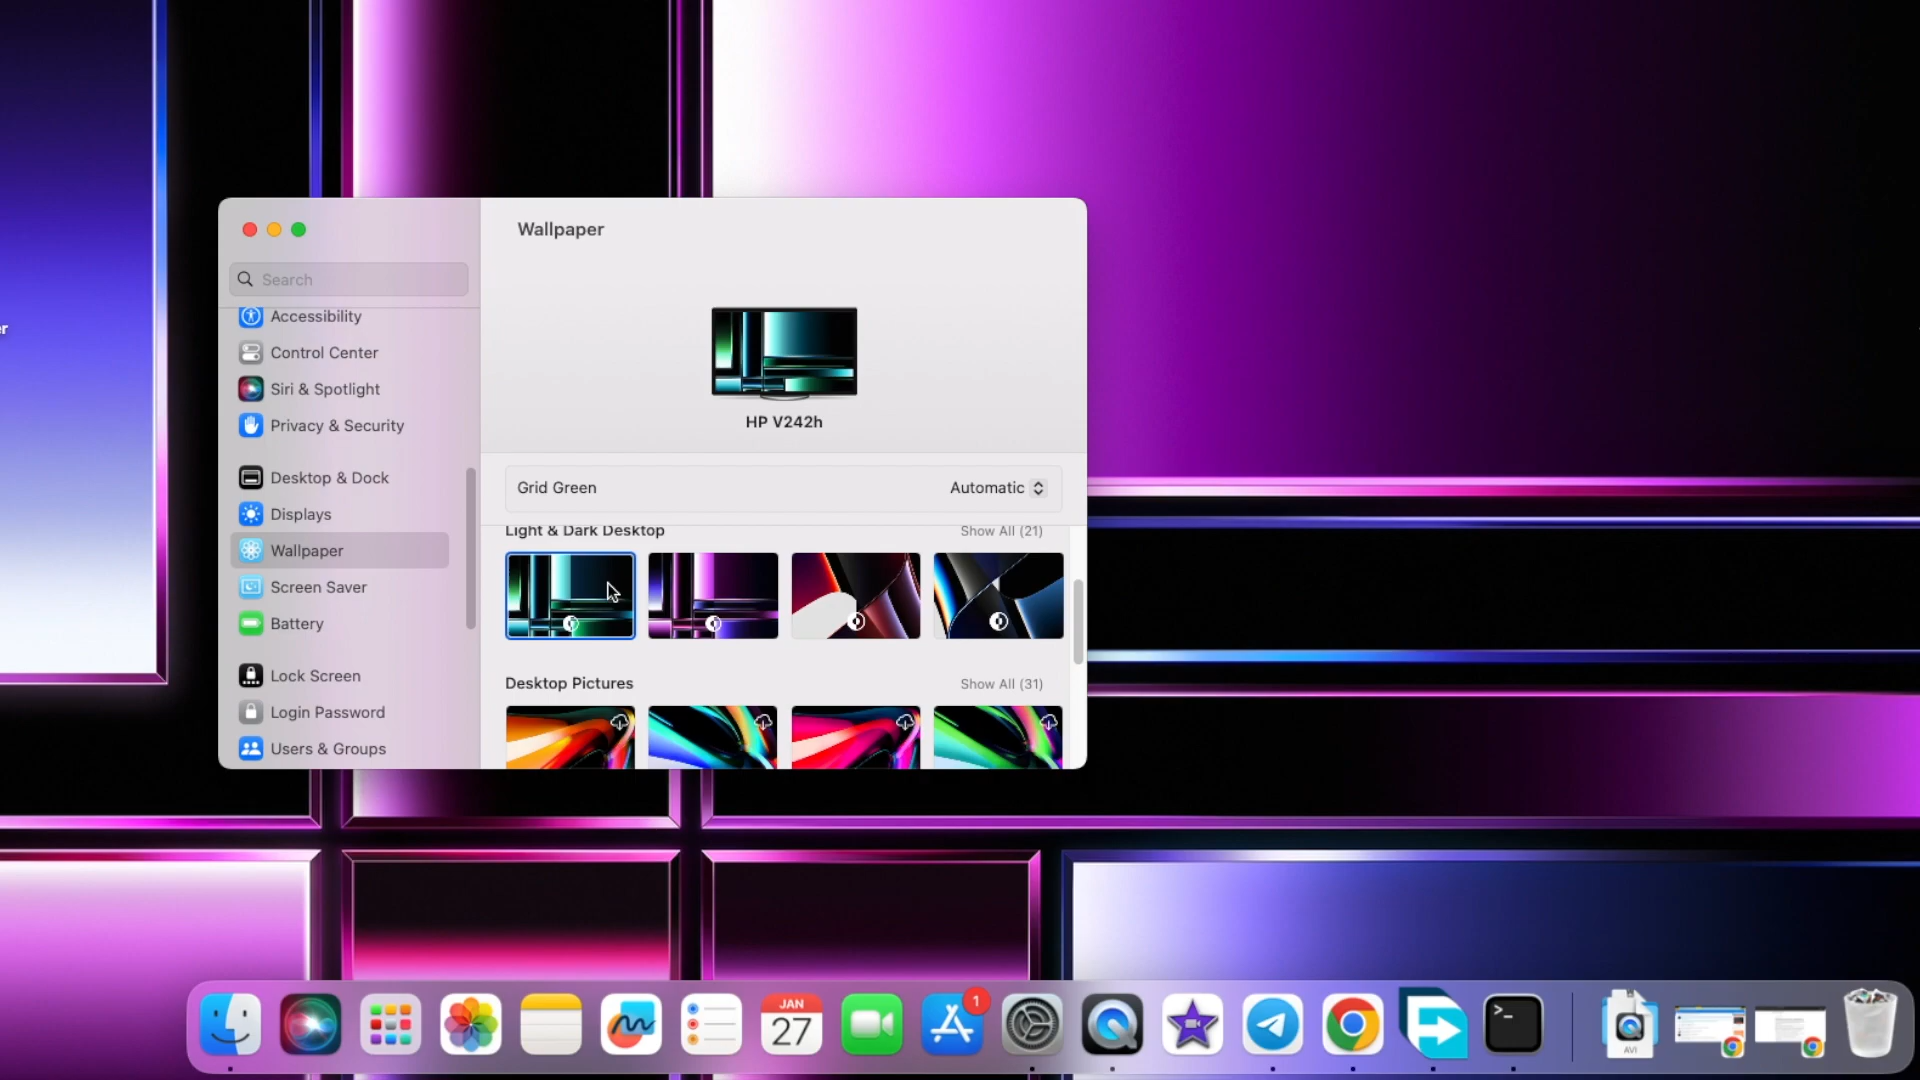 er
Wallpaper
Search
Accessibility
Control Center
Siri & Spotlight
Privacy & Security
Desktop & Dock
Displays
Wallpaper
Screen Saver
Battery
Lock Screen
Login Password
Users & Groups
HP V242h
Grid Green
Automatic
Light & Dark Desktop
Show All (21)
Desktop Pictures
Show All (31)
JAN
27
1
>_
AVI